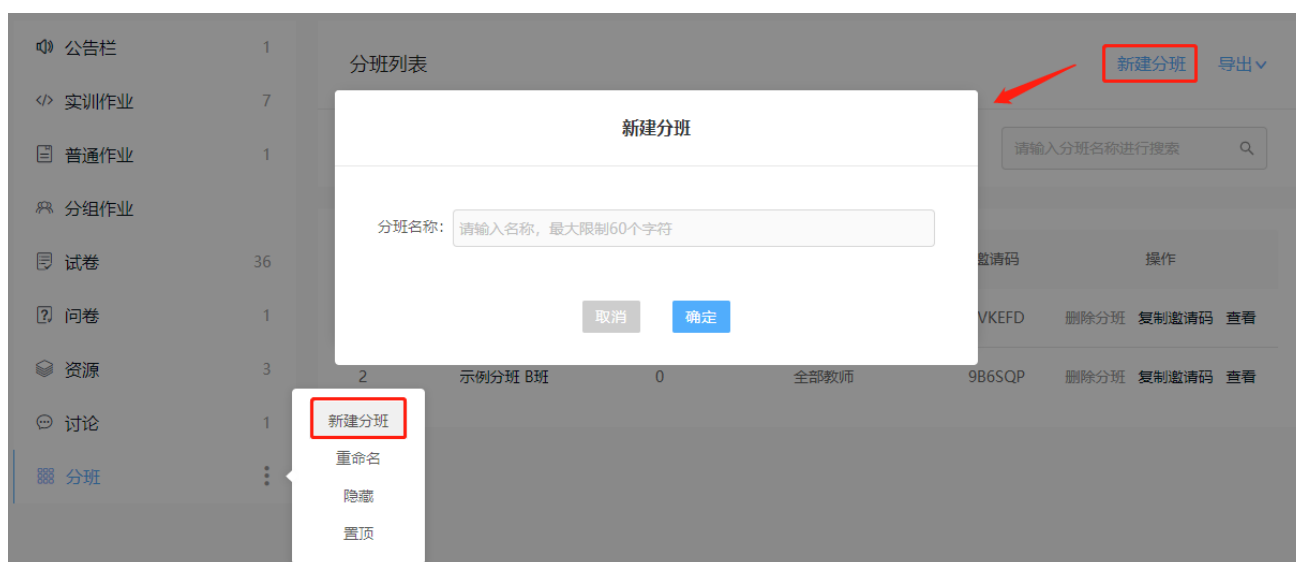 公告栏 1
实训作业 7
普通作业 1
分组作业
试卷 36
问卷 1
资源 3
讨论 1
分班
新建分班
重命名
隐藏
置顶
分班列表
新建分班 导出
请输入分班名称进行搜索
新建分班
分班名称: 请输入名称，最大限制60个字符
取消 确定
邀请码 操作
VKEFD 删除分班 复制邀请码 查看
2 示例分班 B班 0 全部教师 9B6SQP 删除分班 复制邀请码 查看